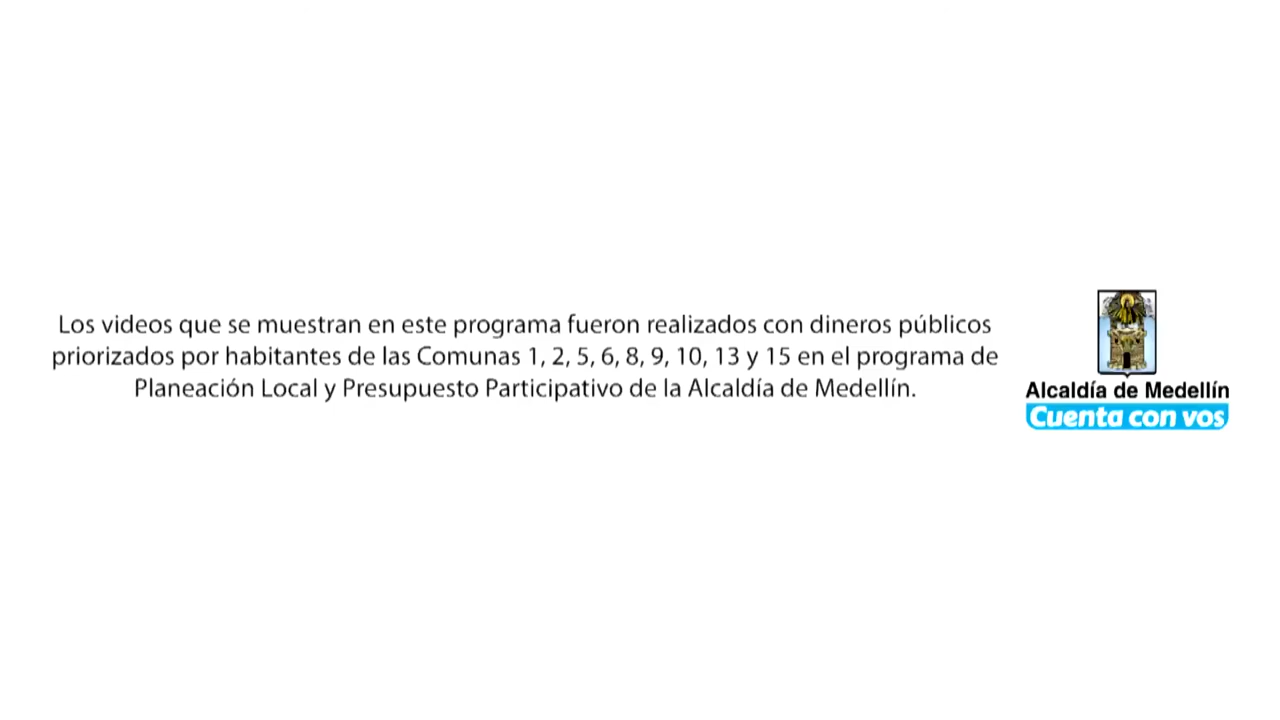 Los videos que se muestran en este programa fueron realizados con dineros públicos
priorizados por habitantes de las Comunas 1, 2, 5, 6, 8, 9, 10, 13 y 15 en el programa de
Planeación Local y Presupuesto Participativo de la Alcaldía de Medellín.
Alcaldía de Medellín
Cuenta con vos